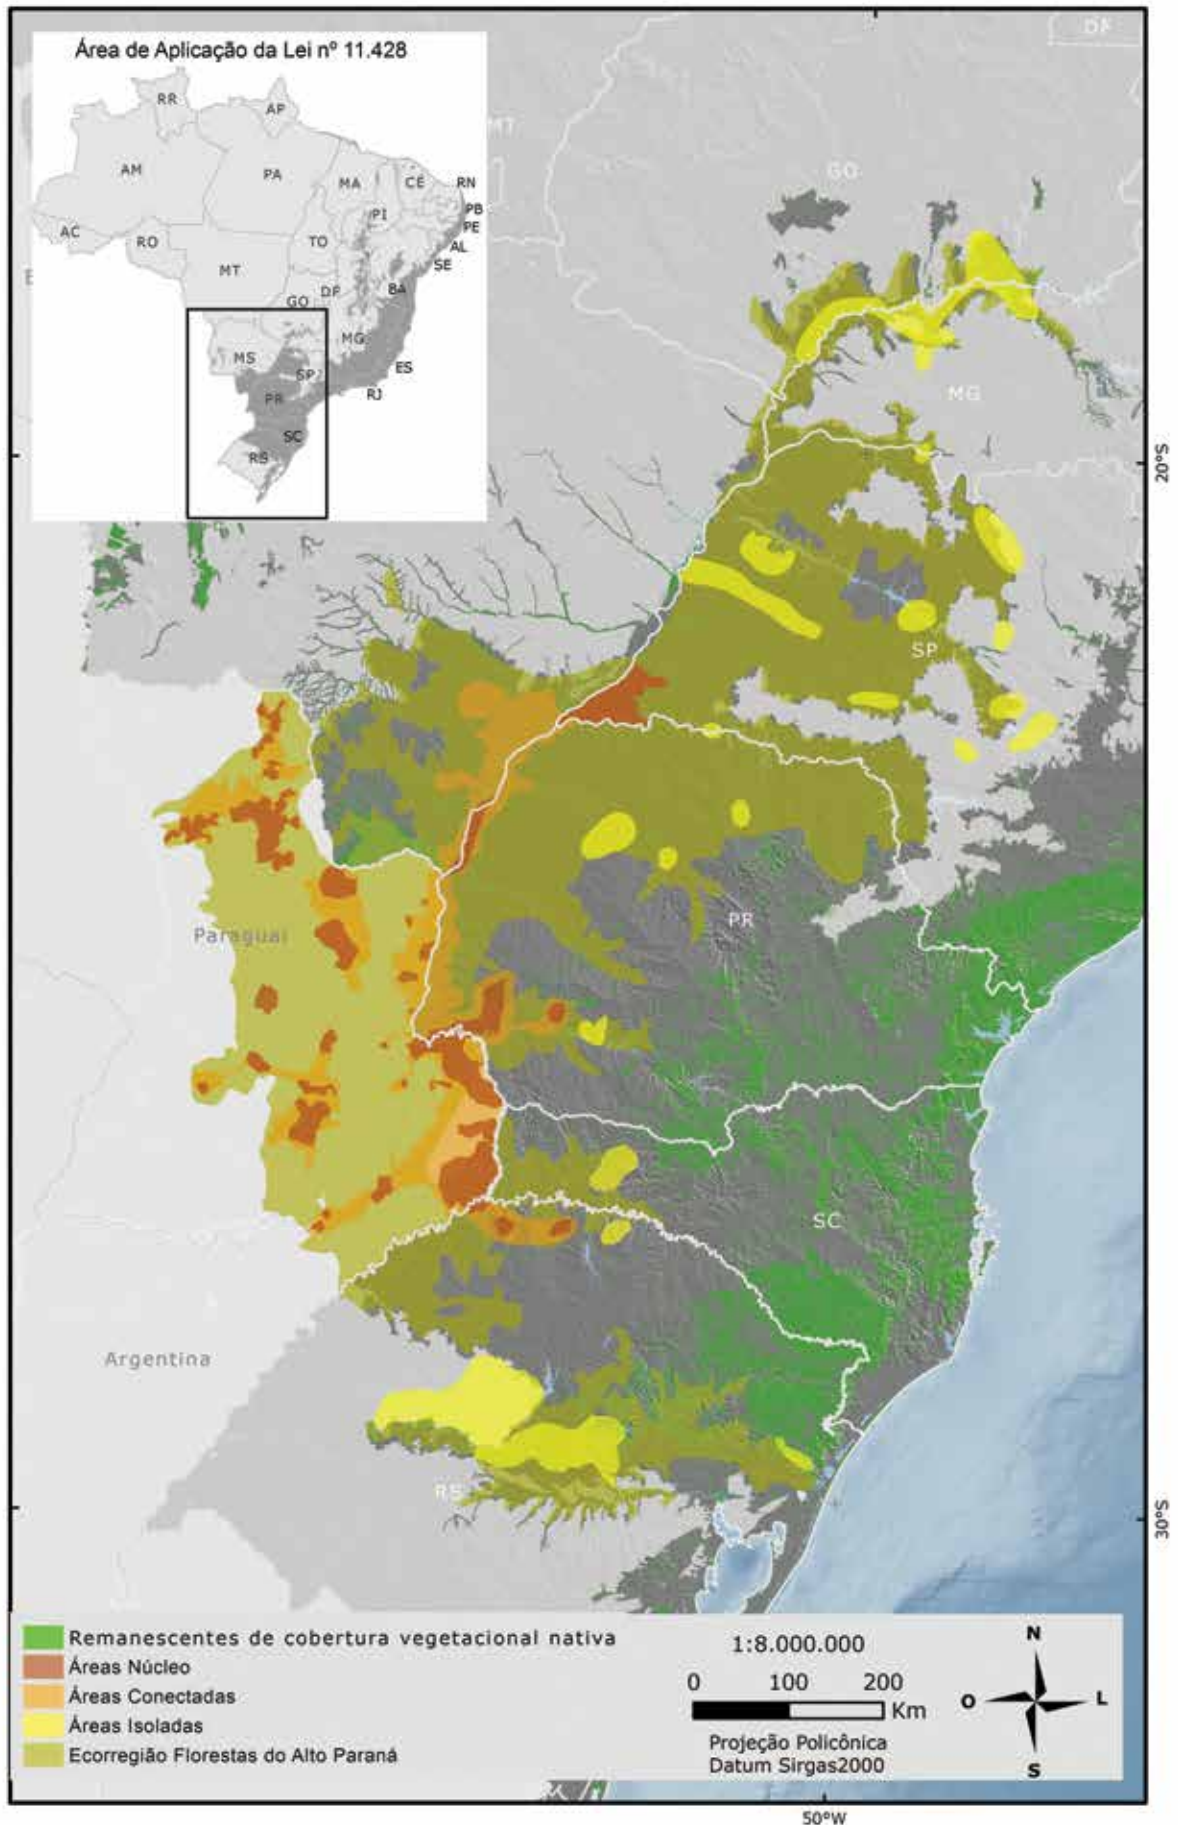 Área de Aplicação da Lei nº 11.428
RR
AP
AM
PA
MA
CE
RN
PB
PE
PI
AC
RO
TO
AL
SE
MT
BA
DF
GO
MG
MS
ES
SP
RJ
PR
SC
RS
DF
MT
GO
MG
20°S
SP
PR
Paraguai
SC
Argentina
RS
30°S
Remanescentes de cobertura vegetacional nativa
Áreas Núcleo
Áreas Conectadas
Áreas Isoladas
Ecorregião Florestas do Alto Paraná
1:8.000.000
0 100 200
Km
Projeção Policônica
Datum Sirgas2000
N
O L
S
50°W